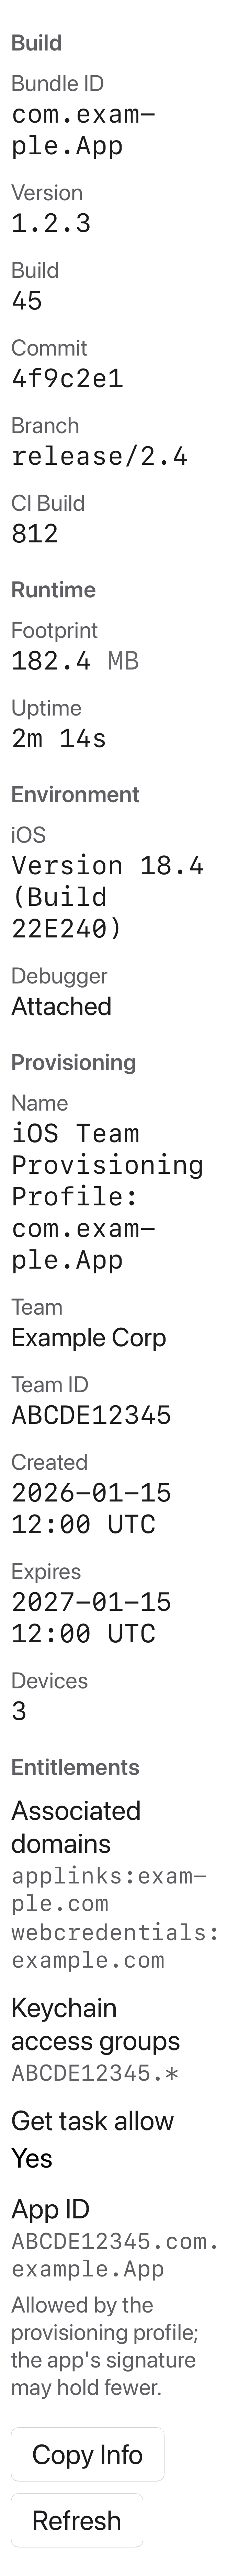 Build
Bundle ID
com.exam-
ple.App
Version
1.2.3
Build
45
Commit
4f9c2e1
Branch
release/2.4
CI Build
812
Runtime
Footprint
182.4 MB
Uptime
2m 14s
Environment
iOS
Version 18.4
(Build
22E240)
Debugger
Attached
Provisioning
Name
iOS Team
Provisioning
Profile:
com.exam-
ple.App
Team
Example Corp
Team ID
ABCDE12345
Created
2026-01-15
12:00 UTC
Expires
2027-01-15
12:00 UTC
Devices
3
Entitlements
Associated
domains
applinks:exam-
ple.com
webcredentials:
example.com
Keychain
access groups
ABCDE12345.*
Get task allow
Yes
App ID
ABCDE12345.com.
example.App
Allowed by the
provisioning profile;
the app's signature
may hold fewer.
Copy Info
Refresh